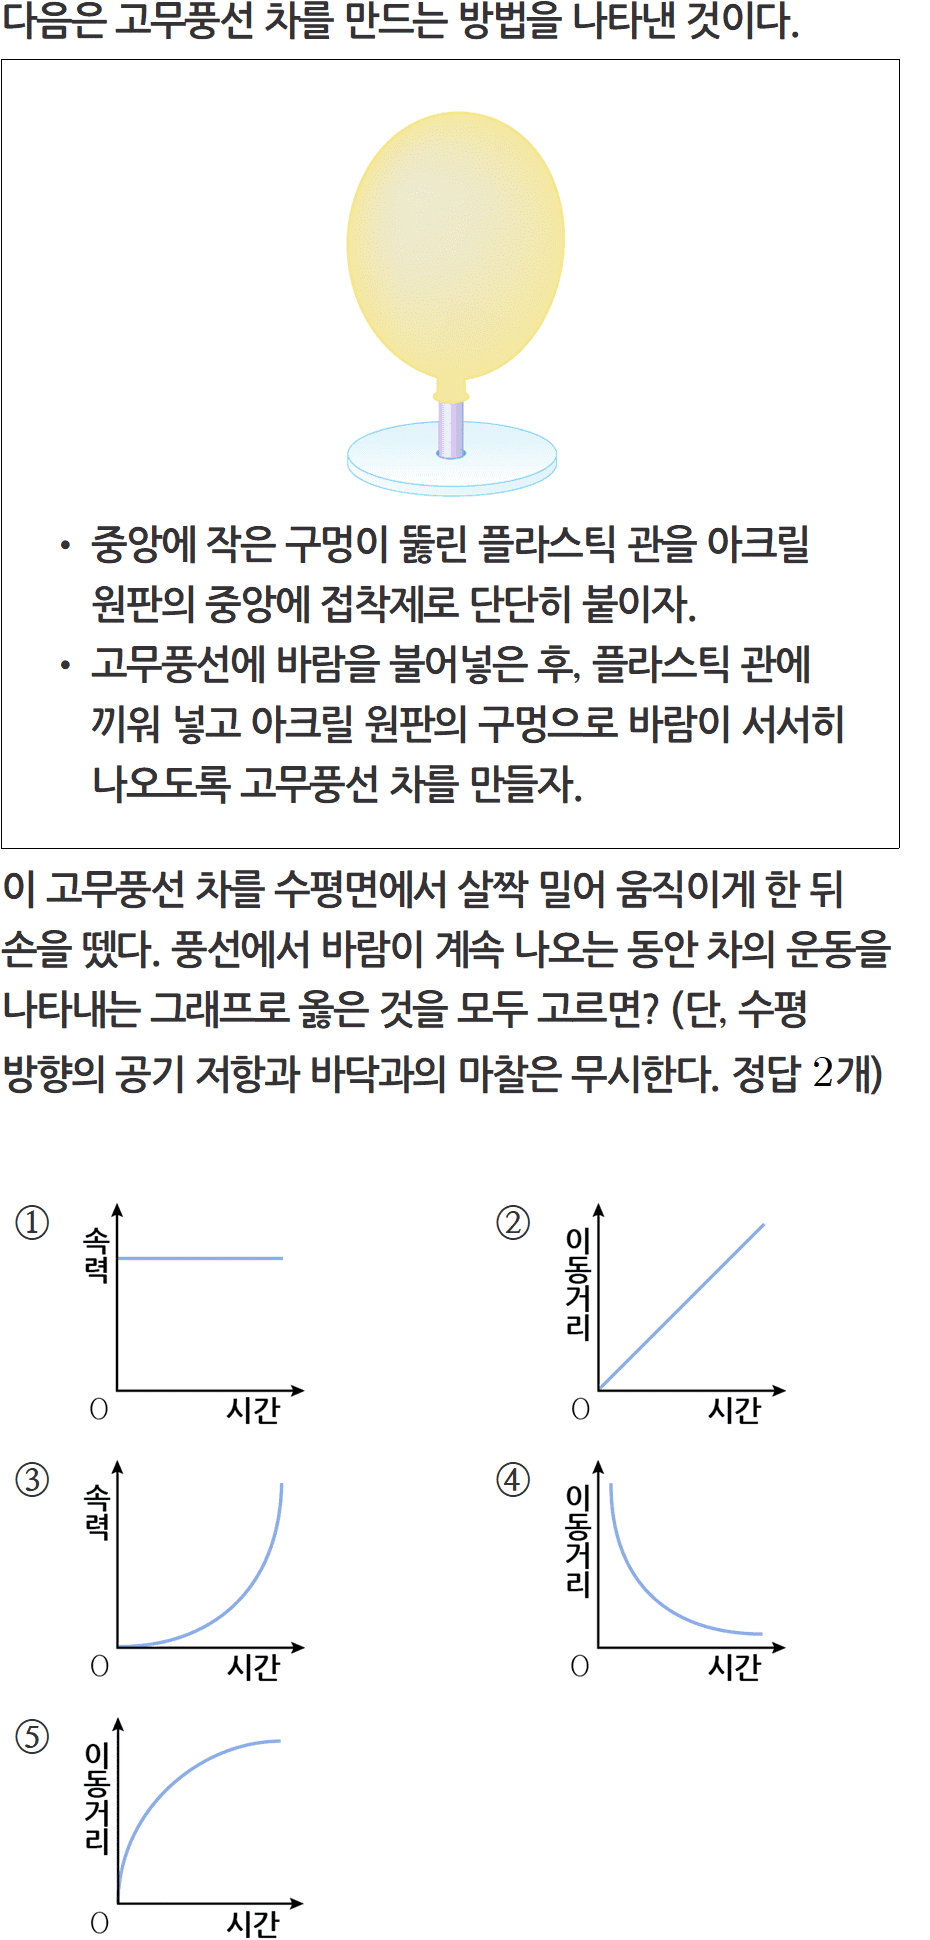 다음은 고무풍선 차를 만드는 방법을 나타낸 것이다.
• 중앙에 작은 구멍이 뚫린 플라스틱 관을 아크릴
원판의 중앙에 접착제로 단단히 붙이자.
• 고무풍선에 바람을 불어넣은 후, 플라스틱 관에
끼워 넣고 아크릴 원판의 구멍으로 바람이 서서히
나오도록 고무풍선 차를 만들자.
이 고무풍선 차를 수평면에서 살짝 밀어 움직이게 한 뒤
손을 뗐다. 풍선에서 바람이 계속 나오는 동안 차의 운동을
나타내는 그래프로 옳은 것을 모두 고르면? (단, 수평
방향의 공기 저항과 바닥과의 마찰은 무시한다. 정답 2개)
①
속력
O
시간
②
이동거리
O
시간
③
속력
O
시간
④
이동거리
O
시간
⑤
이동거리
O
시간